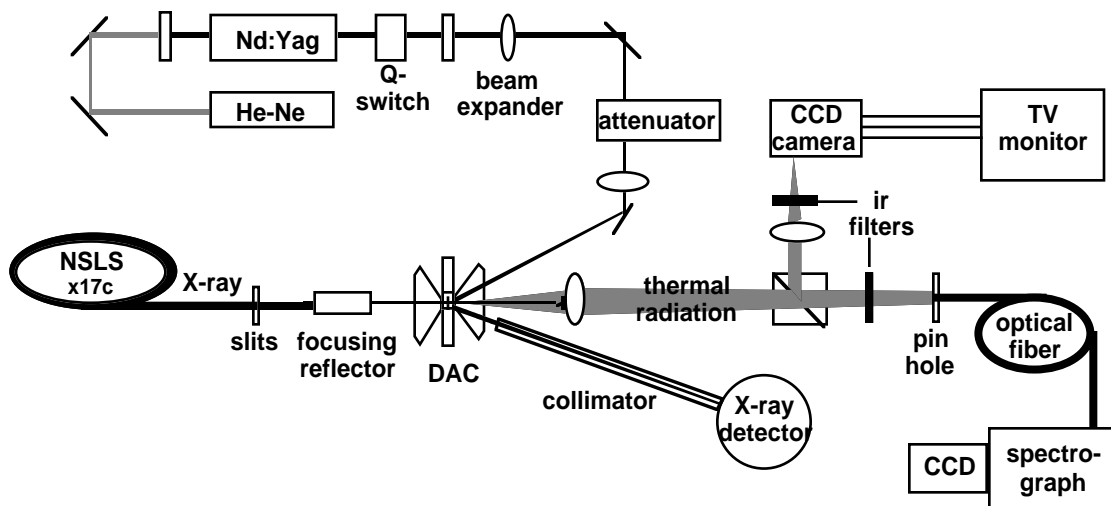 Nd:Yag
Q-
switch
beam
expander
He-Ne
attenuator
CCD
camera
TV
monitor
ir
filters
NSLS
x17c
X-ray
slits
focusing
reflector
DAC
thermal
radiation
collimator
X-ray
detector
pin
hole
optical
fiber
CCD
spectro-
graph